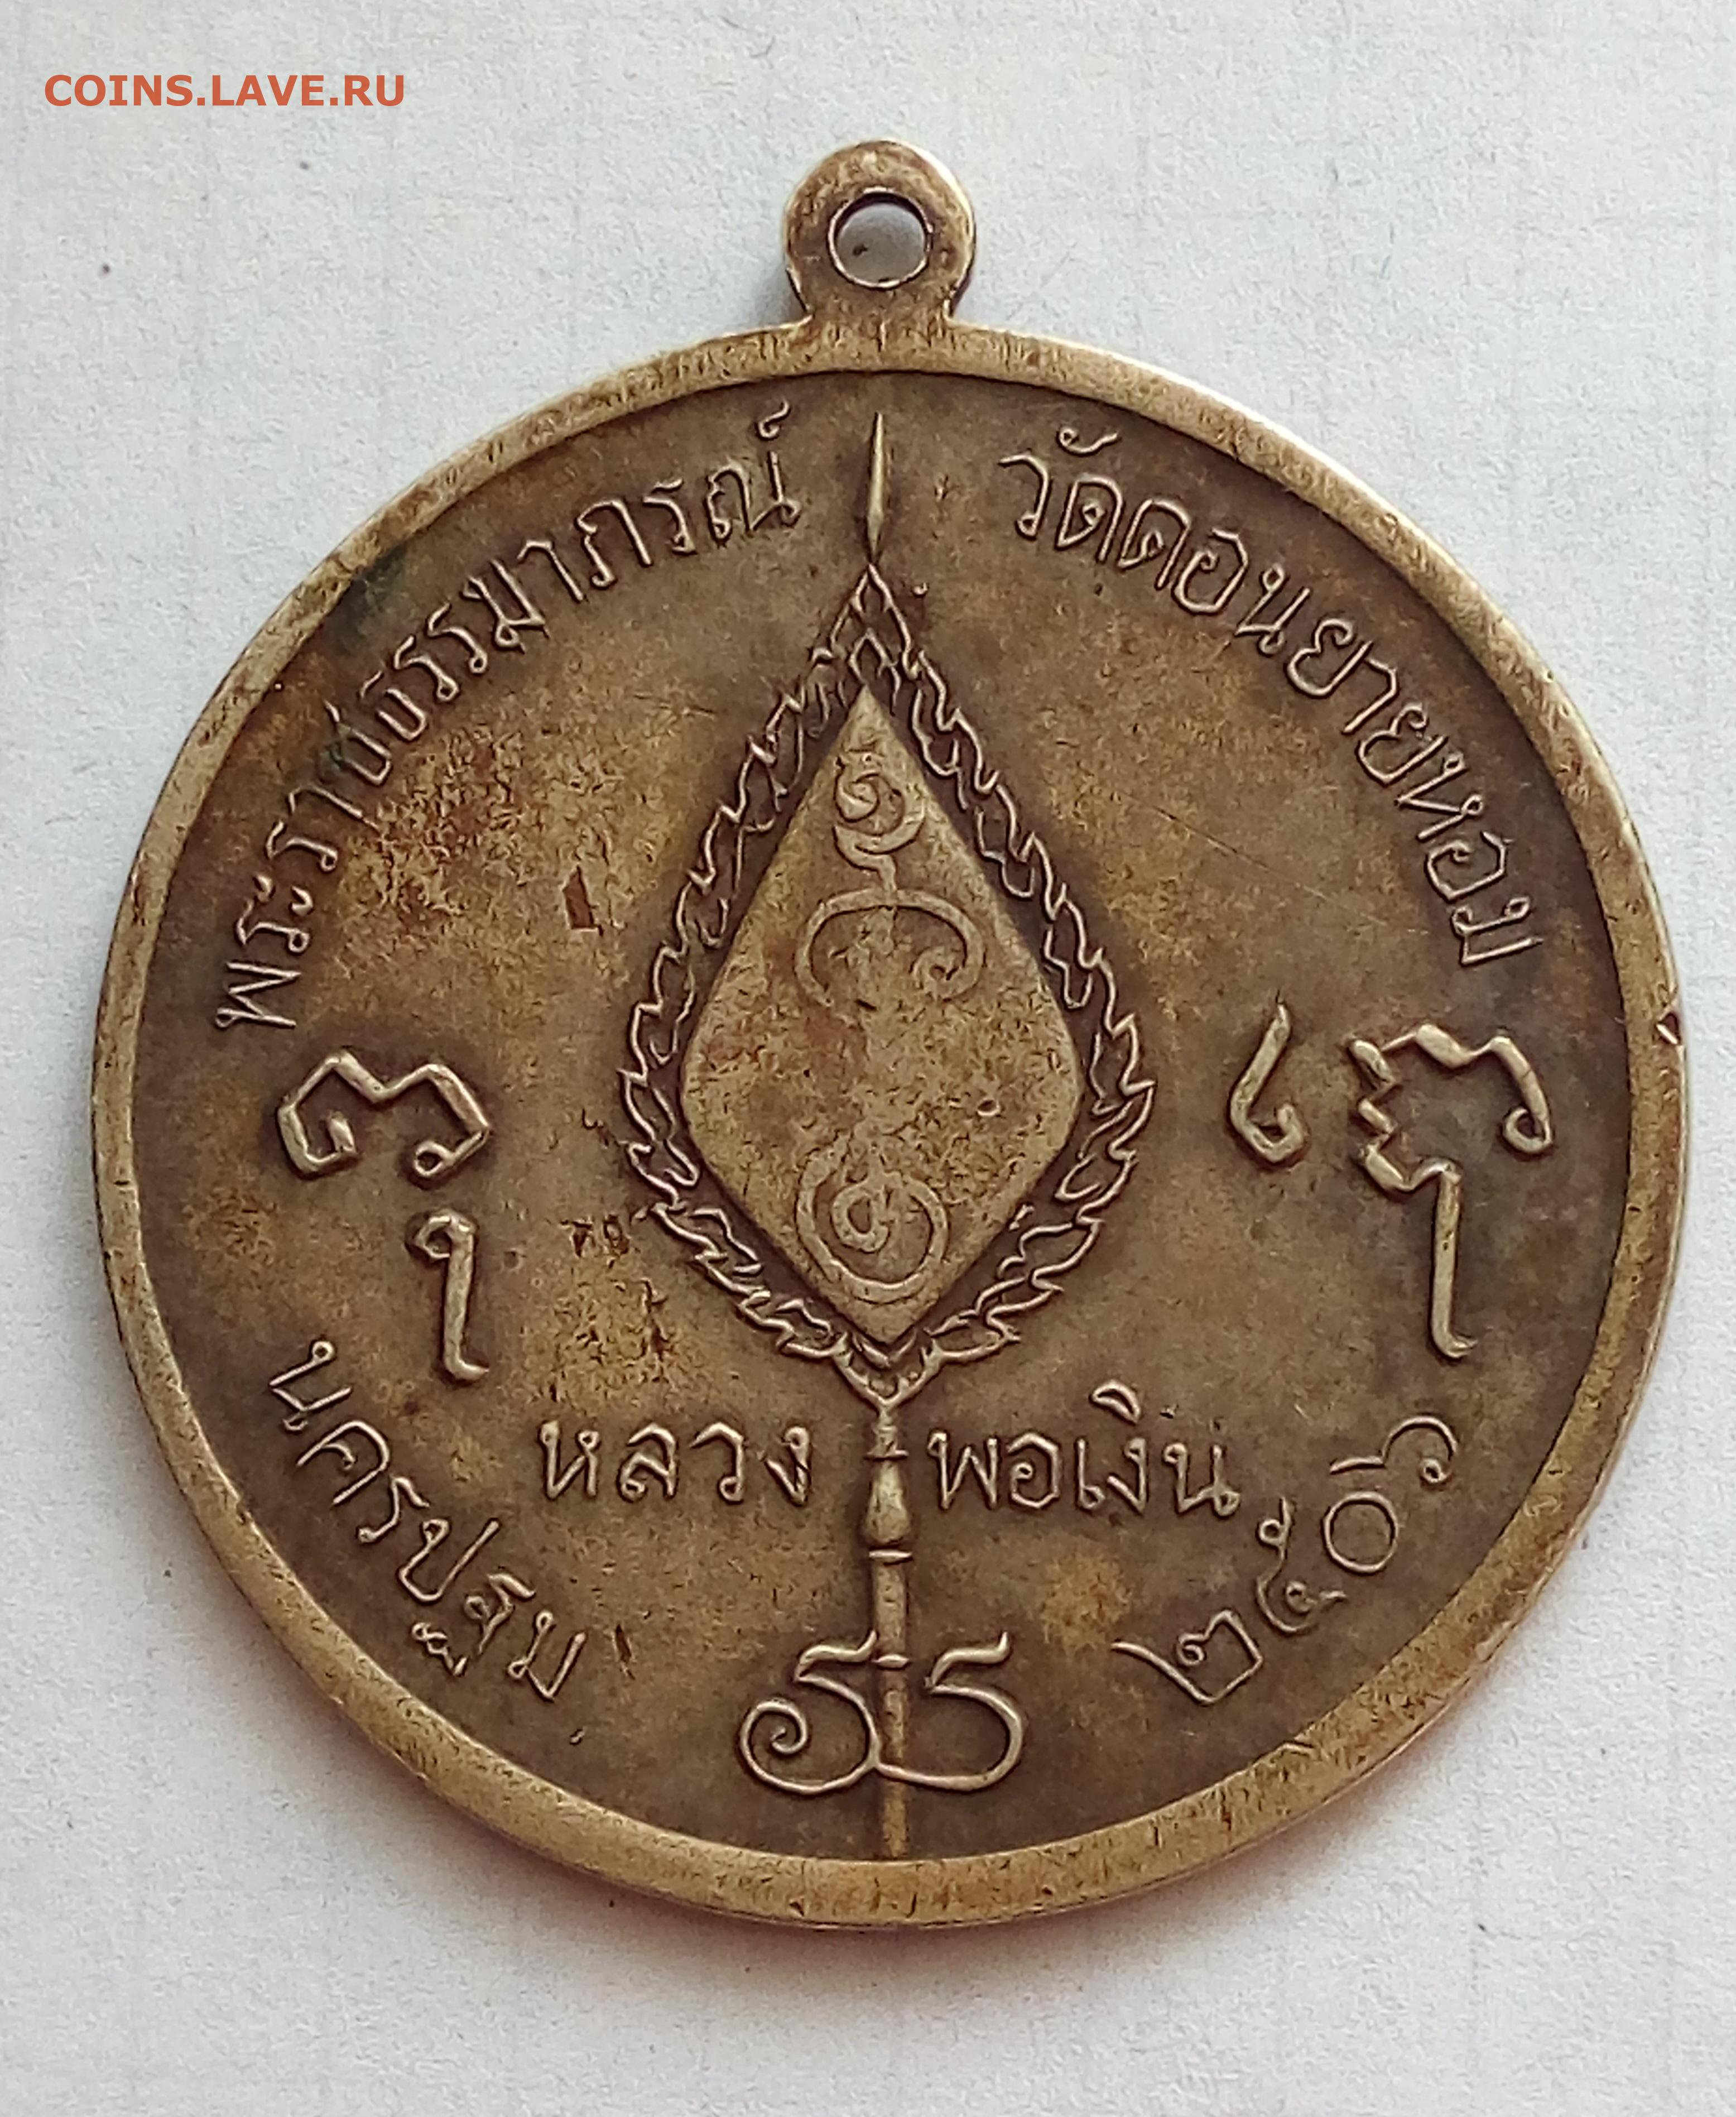 COINS.LAVE.RU
พระราชธรรมาภรณ์ วัดดอนยายหอม
หลวง พอเงิน
นครปฐม ๒๕๐๖